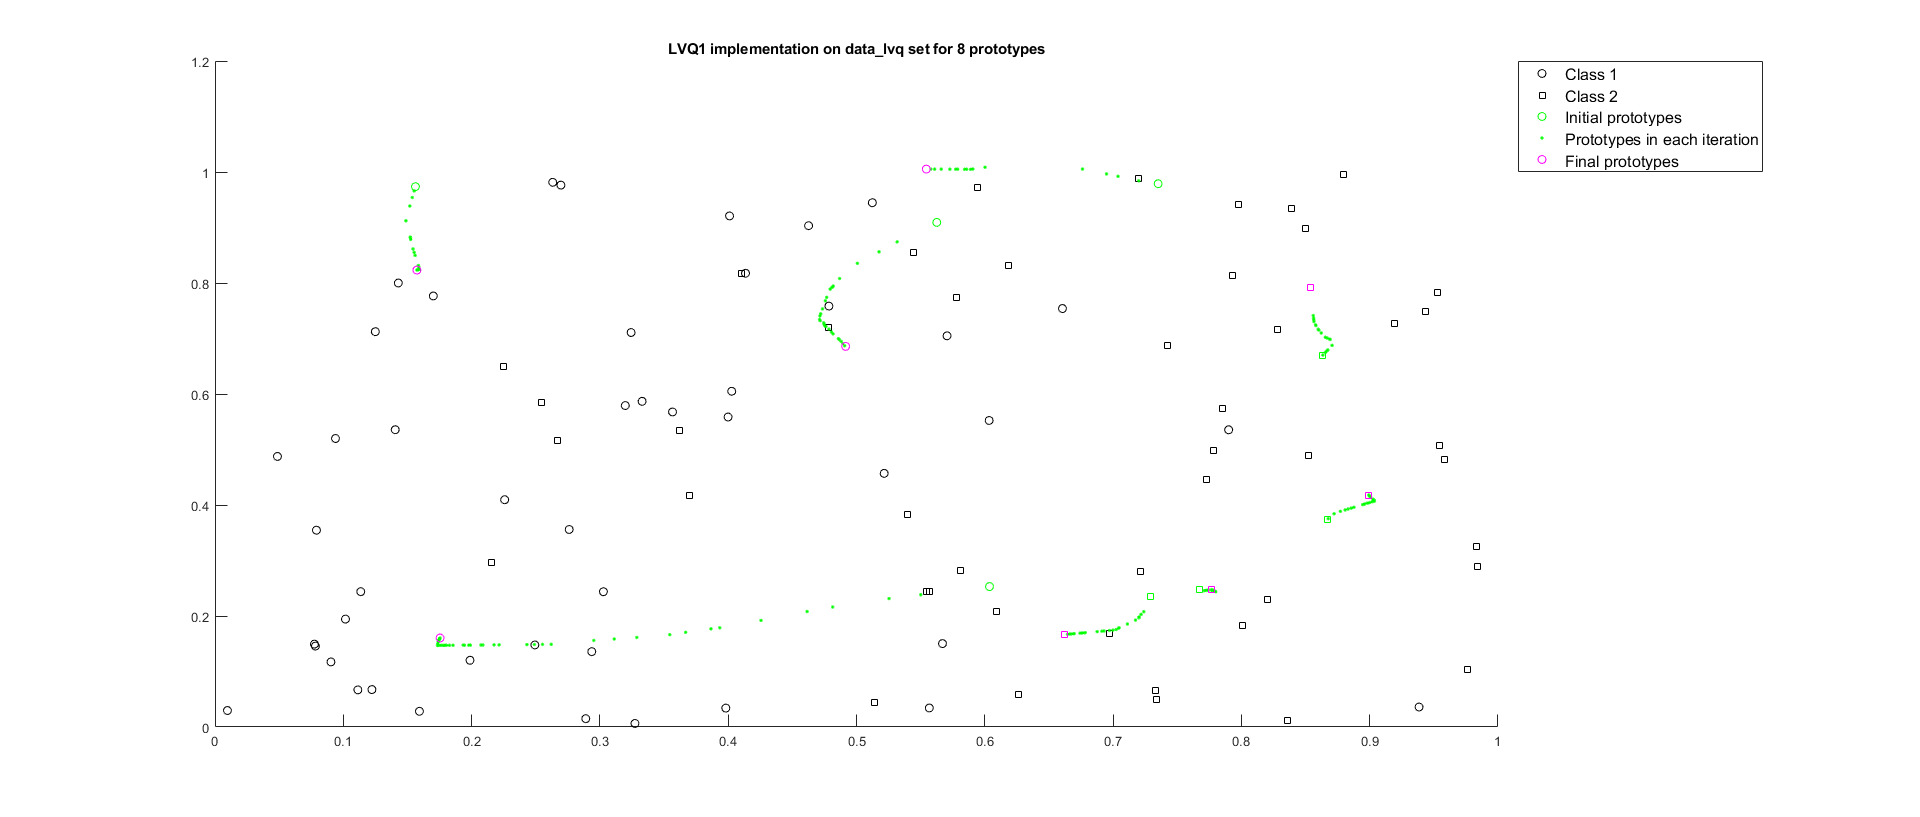 LVQ1 implementation on data_lvq set for 8 prototypes
1.2
1
0.8
0.6
0.4
0.2
0
0 0.1 0.2 0.3 0.4 0.5 0.6 0.7 0.8 0.9 1
Class 1
Class 2
Initial prototypes
Prototypes in each iteration
Final prototypes